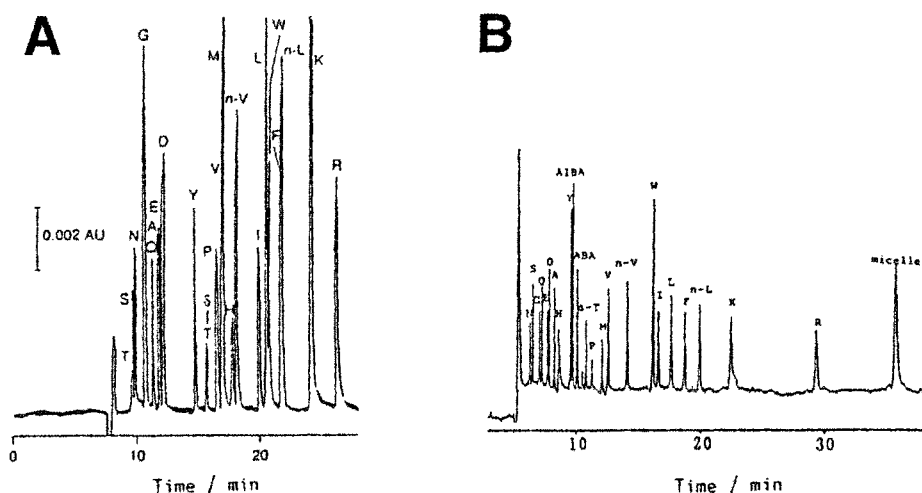 A
G
W
M
L
n-L
K
n-V
D
F
V
R
Y
E
A
N
P
I
S
S
T
T
0.002 AU
0 10 20
Time / min
B
AIBA
Y
W
S
ABA
A
V
n-V
micelle
L
n-L
I
n-T
F
K
M
R
P
10 20 30
Time / min